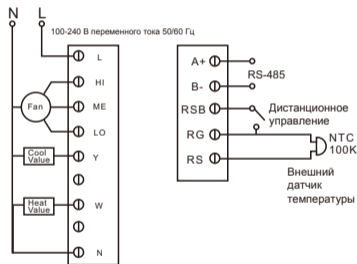 N L
100-240 В переменного тока 50/60 Гц
L
HI
Fan
ME
LO
Cool
Value
Y
Heat
Value
W
N
A+
RS-485
B-
RSB
Дистанционное
управление
RG
NTC
100K
RS
Внешний
датчик
температуры